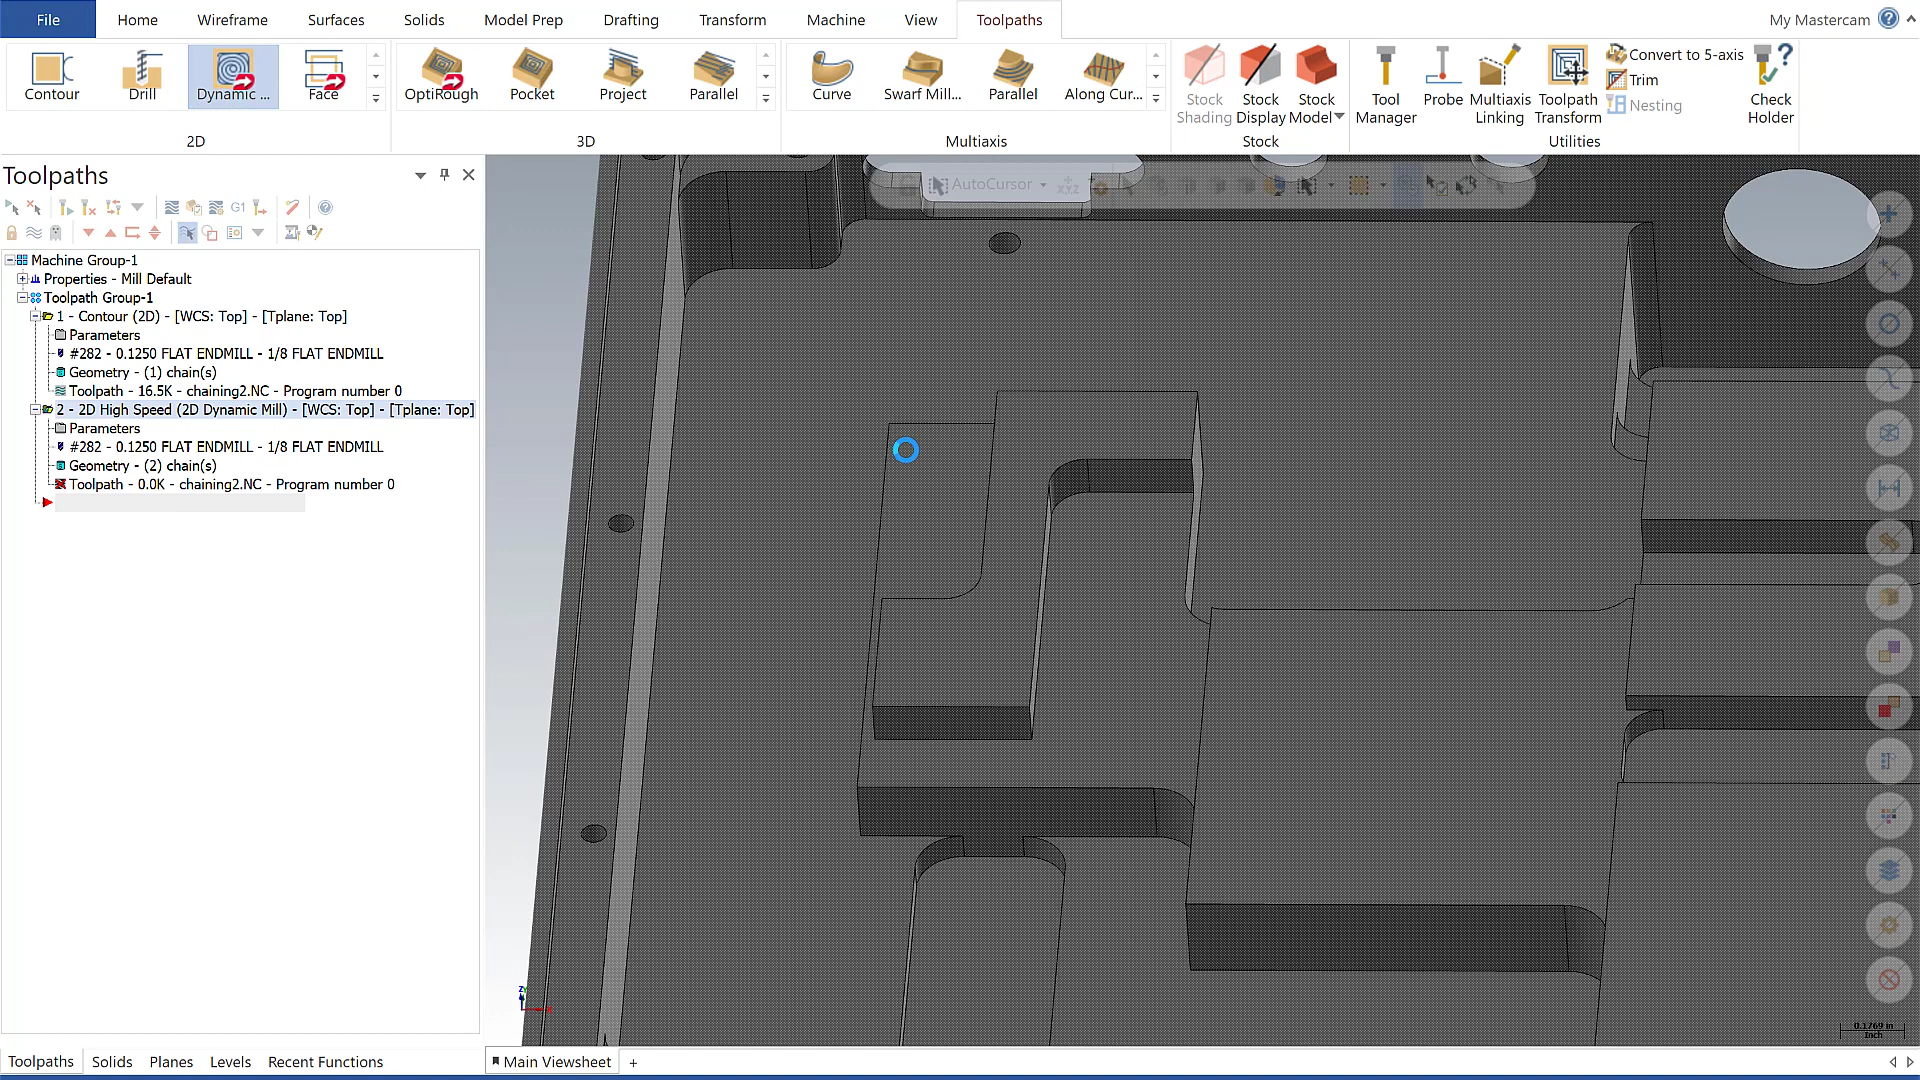 File Home Wireframe Surfaces Solids Model Prep Drafting Transform Machine View Toolpaths My Mastercam
Contour Drill Dynamic ... Face
2D
OptiRough Pocket Project Parallel
3D
Curve Swarf Mill... Parallel Along Cur...
Multiaxis
Stock Shading Stock Display Stock Model
Stock
Tool Manager Probe Multiaxis Linking Toolpath Transform
Convert to 5-axis
Trim
Nesting
Check Holder
Utilities
Toolpaths
G1
AutoCursor
XYZ
Machine Group-1
Properties - Mill Default
Toolpath Group-1
1 - Contour (2D) - [WCS: Top] - [Tplane: Top]
Parameters
#282 - 0.1250 FLAT ENDMILL - 1/8 FLAT ENDMILL
Geometry - (1) chain(s)
Toolpath - 16.5K - chaining2.NC - Program number 0
2 - 2D High Speed (2D Dynamic Mill) - [WCS: Top] - [Tplane: Top]
Parameters
#282 - 0.1250 FLAT ENDMILL - 1/8 FLAT ENDMILL
Geometry - (2) chain(s)
Toolpath - 0.0K - chaining2.NC - Program number 0
0.1769 in
Inch
Toolpaths Solids Planes Levels Recent Functions
Main Viewsheet +